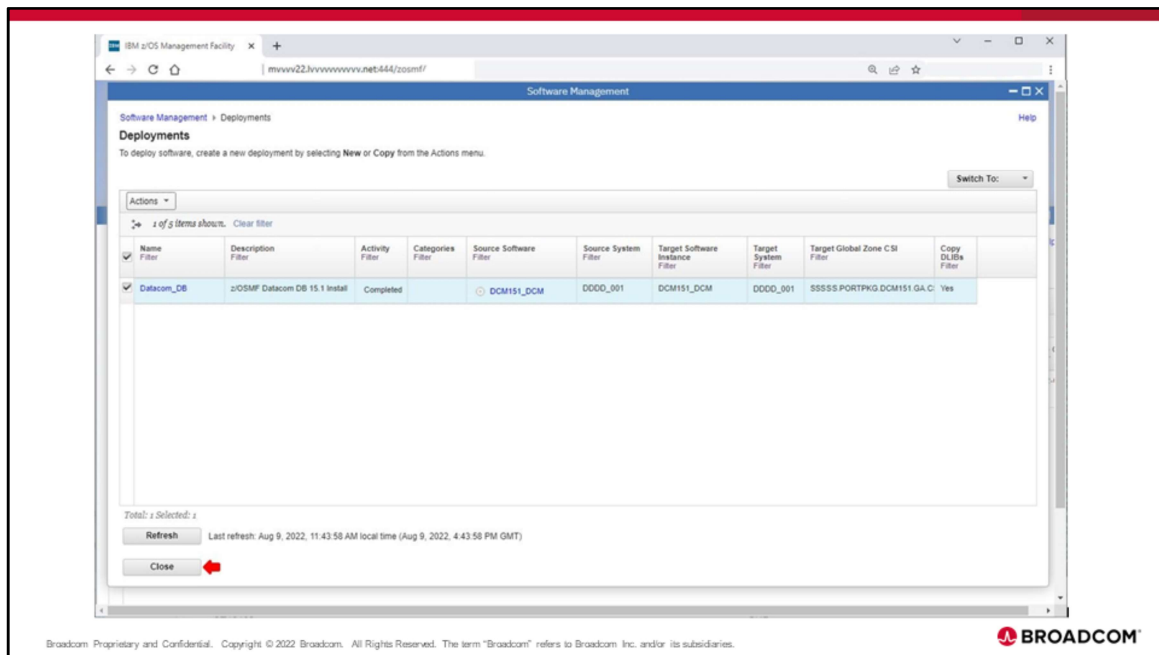 IBM z/OS Management Facility
mvvvv22.lvvvvvvvvvv.net:444/zosmf/
Software Management
Software Management › Deployments
Help
Deployments
To deploy software, create a new deployment by selecting New or Copy from the Actions menu.
Switch To:
Actions
1 of 5 items shown. Clear filter
Name Description Activity Categories Source Software Source System Target Software Instance Target System Target Global Zone CSI Copy DLIBs
Filter Filter Filter Filter Filter Filter Filter Filter Filter Filter
Datacom_DB z/OSMF Datacom DB 15.1 Install Completed DCM151_DCM DDDD_001 DCM151_DCM DDDD_001 SSSSS.PORTPKG.DCM151.GA.C Yes
Total: 1 Selected: 1
Refresh Last refresh: Aug 9, 2022, 11:43:58 AM local time (Aug 9, 2022, 4:43:58 PM GMT)
Close
Broadcom Proprietary and Confidential. Copyright © 2022 Broadcom. All Rights Reserved. The term “Broadcom” refers to Broadcom Inc. and/or its subsidiaries.
BROADCOM